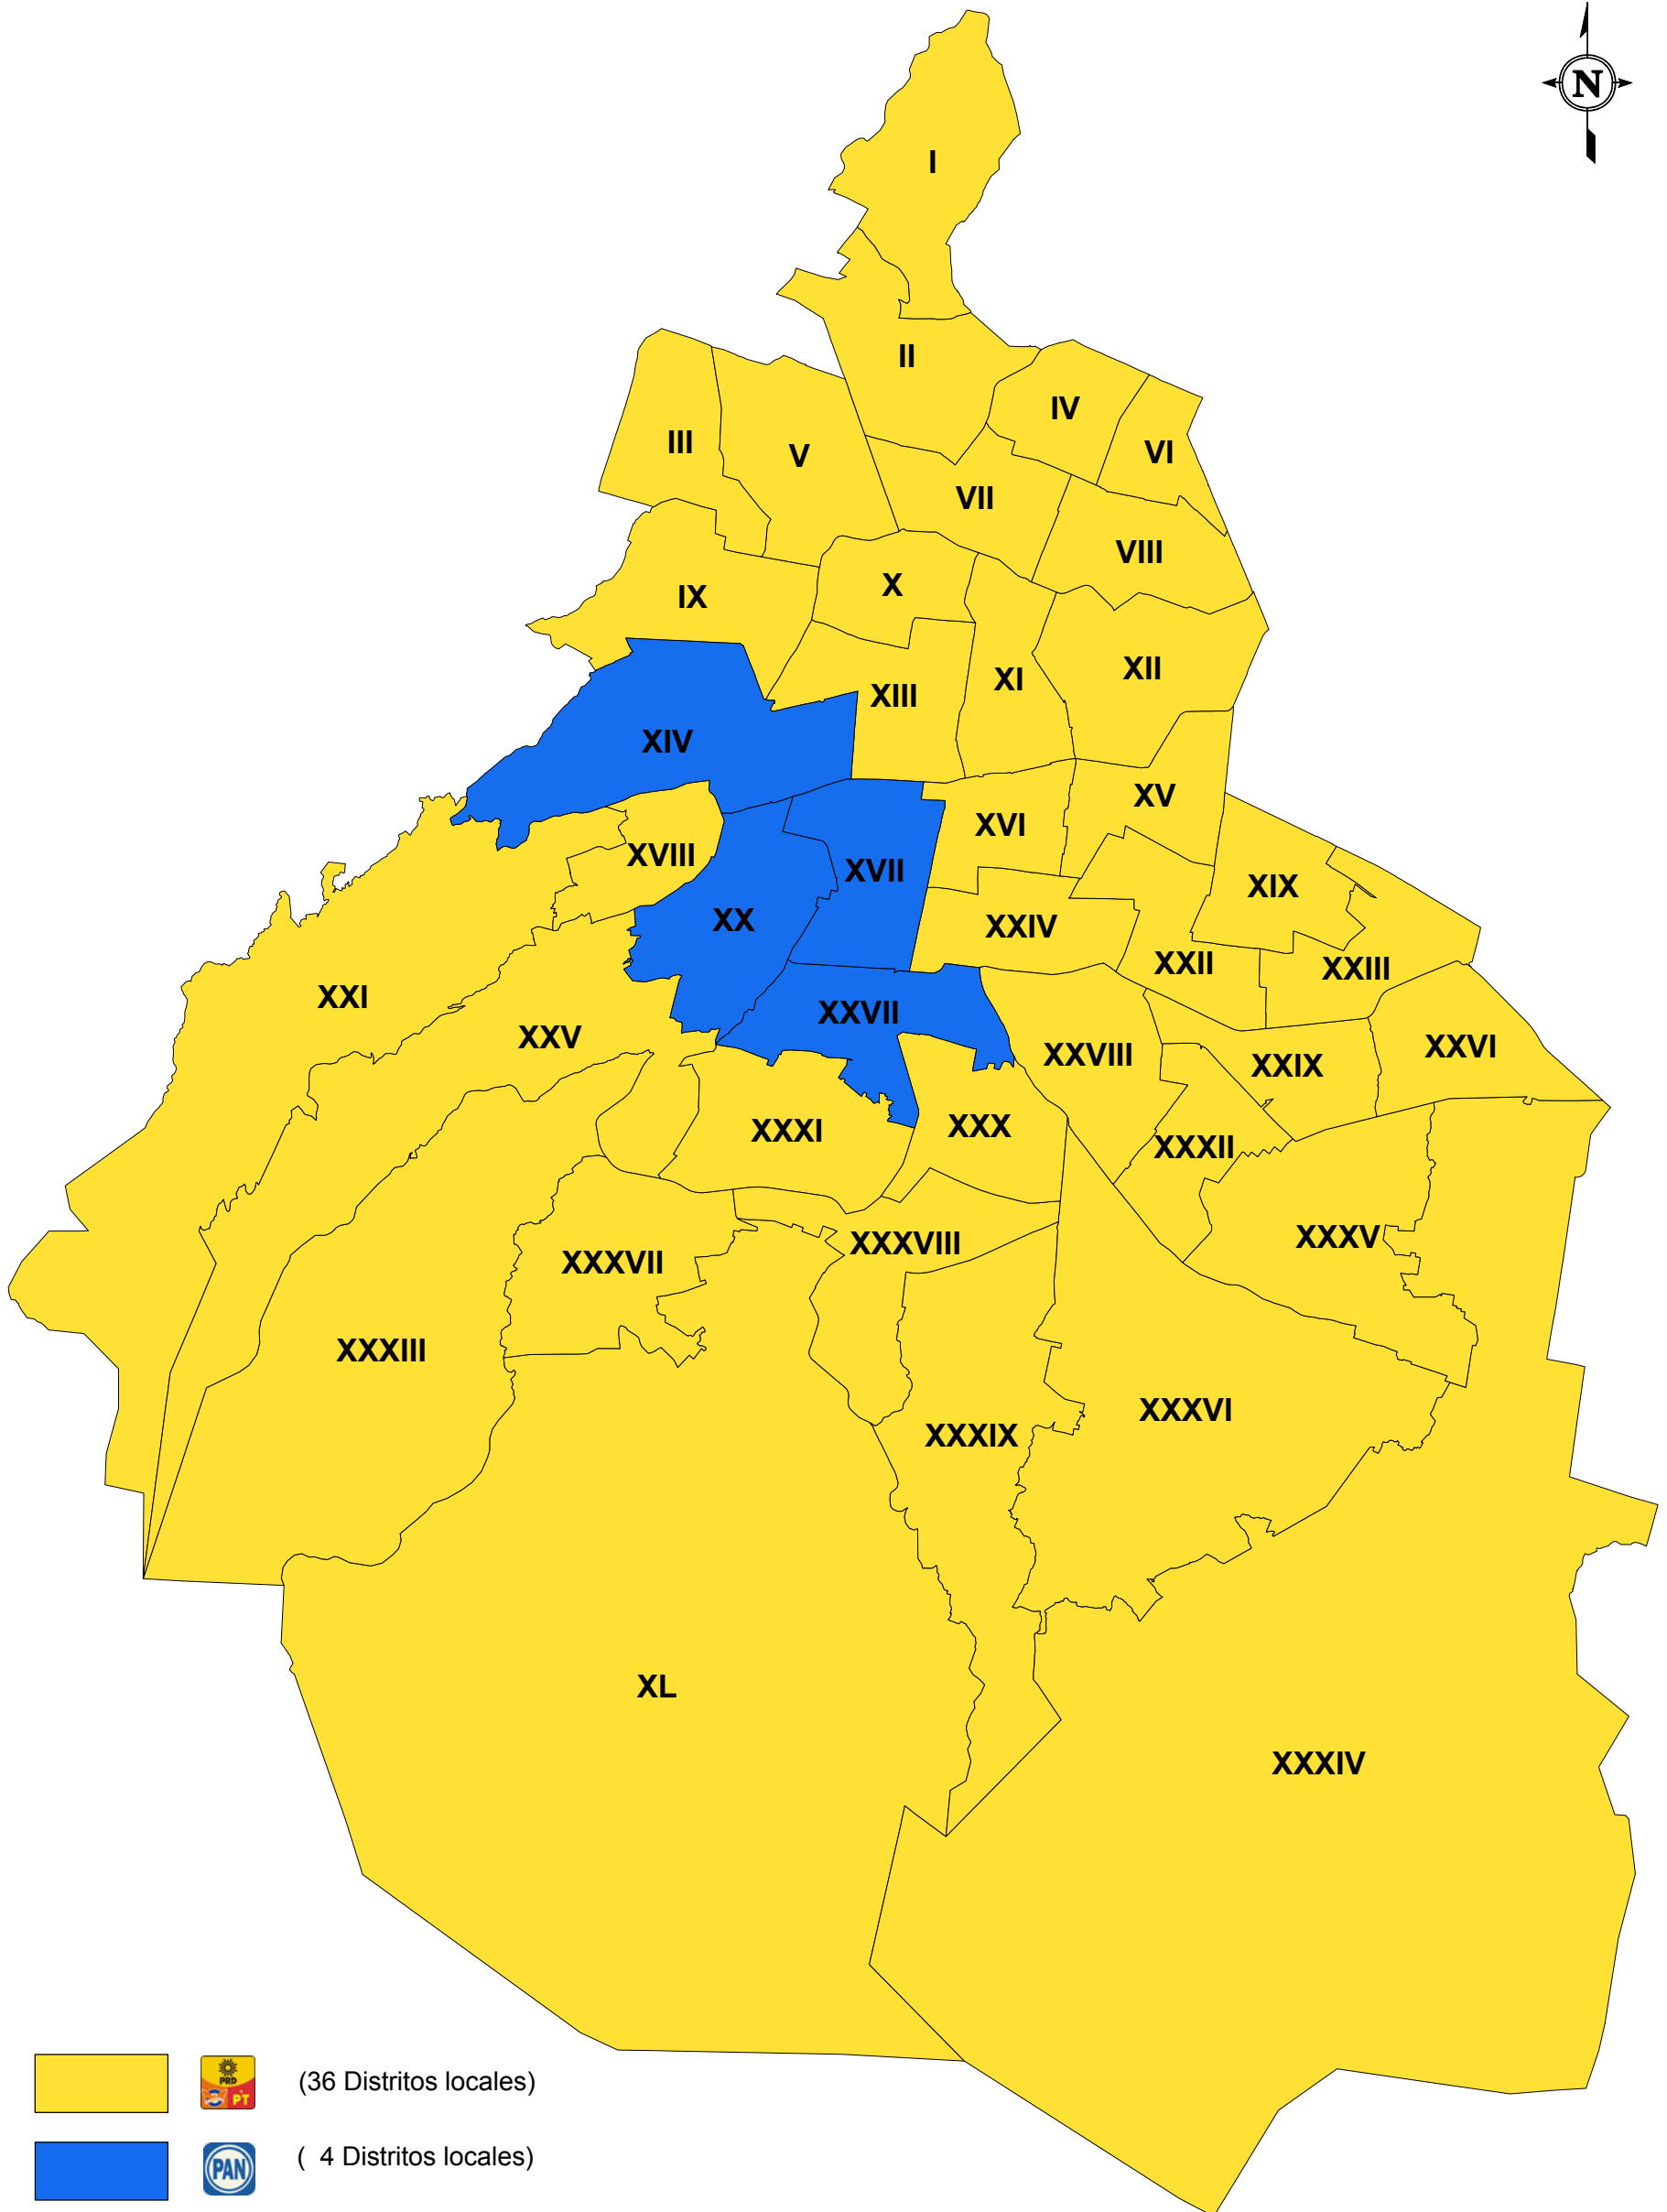 N
I
II
IV
III
V
VI
VII
VIII
X
IX
XII
XI
XIII
XIV
XV
XVI
XVIII
XVII
XIX
XX
XXIV
XXII
XXIII
XXI
XXVII
XXV
XXVI
XXVIII
XXIX
XXX
XXXI
XXXII
XXXV
XXXVIII
XXXVII
XXXIII
XXXVI
XXXIX
XL
XXXIV
PRD
PT
(36 Distritos locales)
PAN
( 4 Distritos locales)